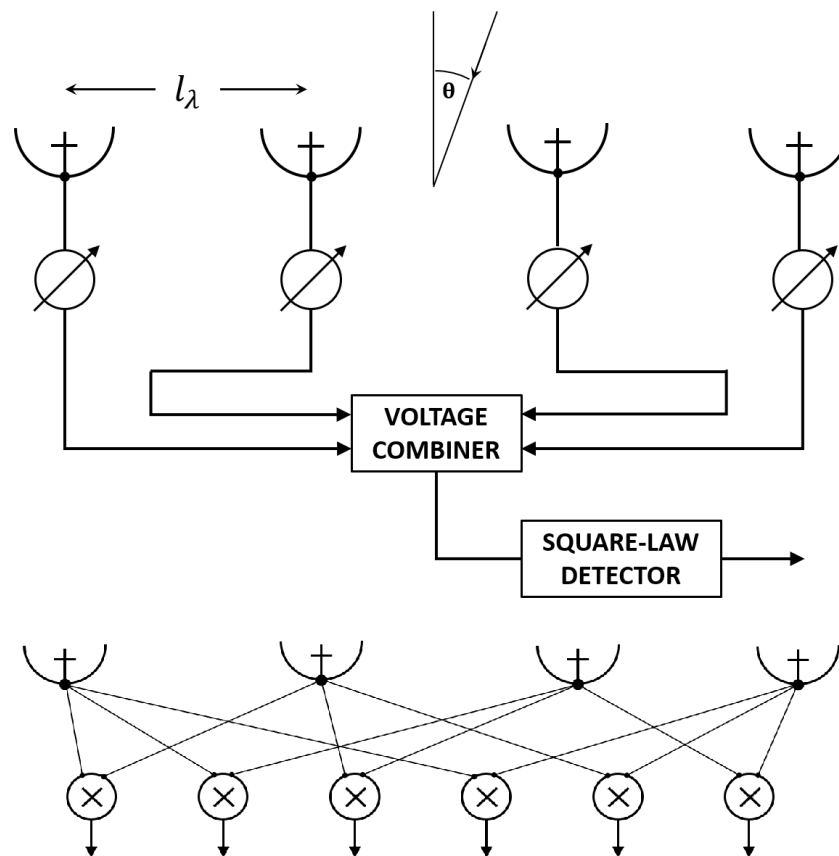 θ
l_λ
VOLTAGE
COMBINER
SQUARE-LAW
DETECTOR